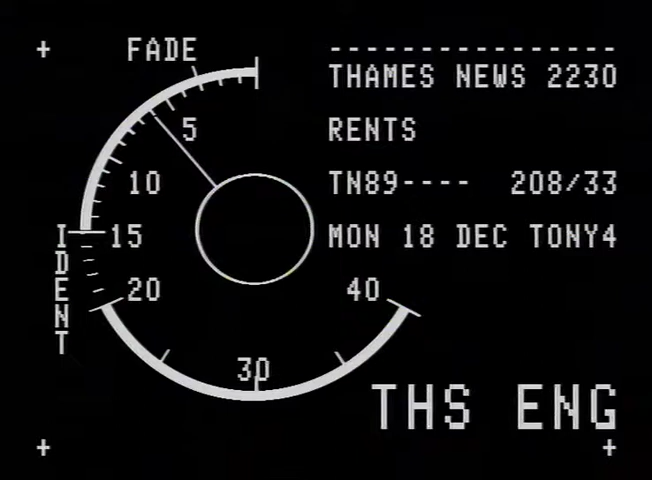 FADE
----------------
THAMES NEWS 2230
5
RENTS
10
TN89---- 208/33
15
MON 18 DEC TONY4
IDENT
20
40
30
THS ENG